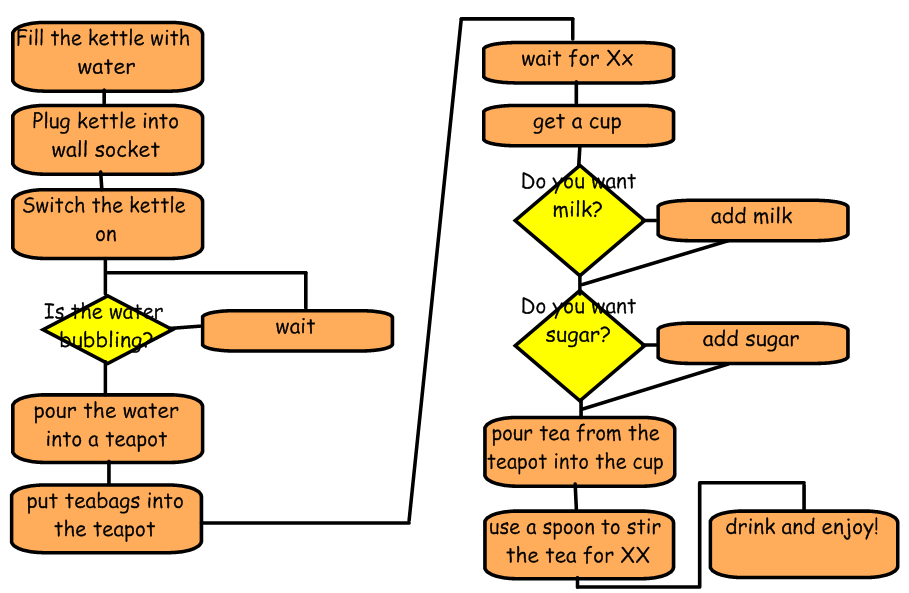 Fill the kettle with
water
Plug kettle into
wall socket
Switch the kettle
on
Is the water
bubbling?
wait
pour the water
into a teapot
put teabags into
the teapot
wait for Xx
get a cup
Do you want
milk?
add milk
Do you want
sugar?
add sugar
pour tea from the
teapot into the cup
use a spoon to stir
the tea for XX
drink and enjoy!